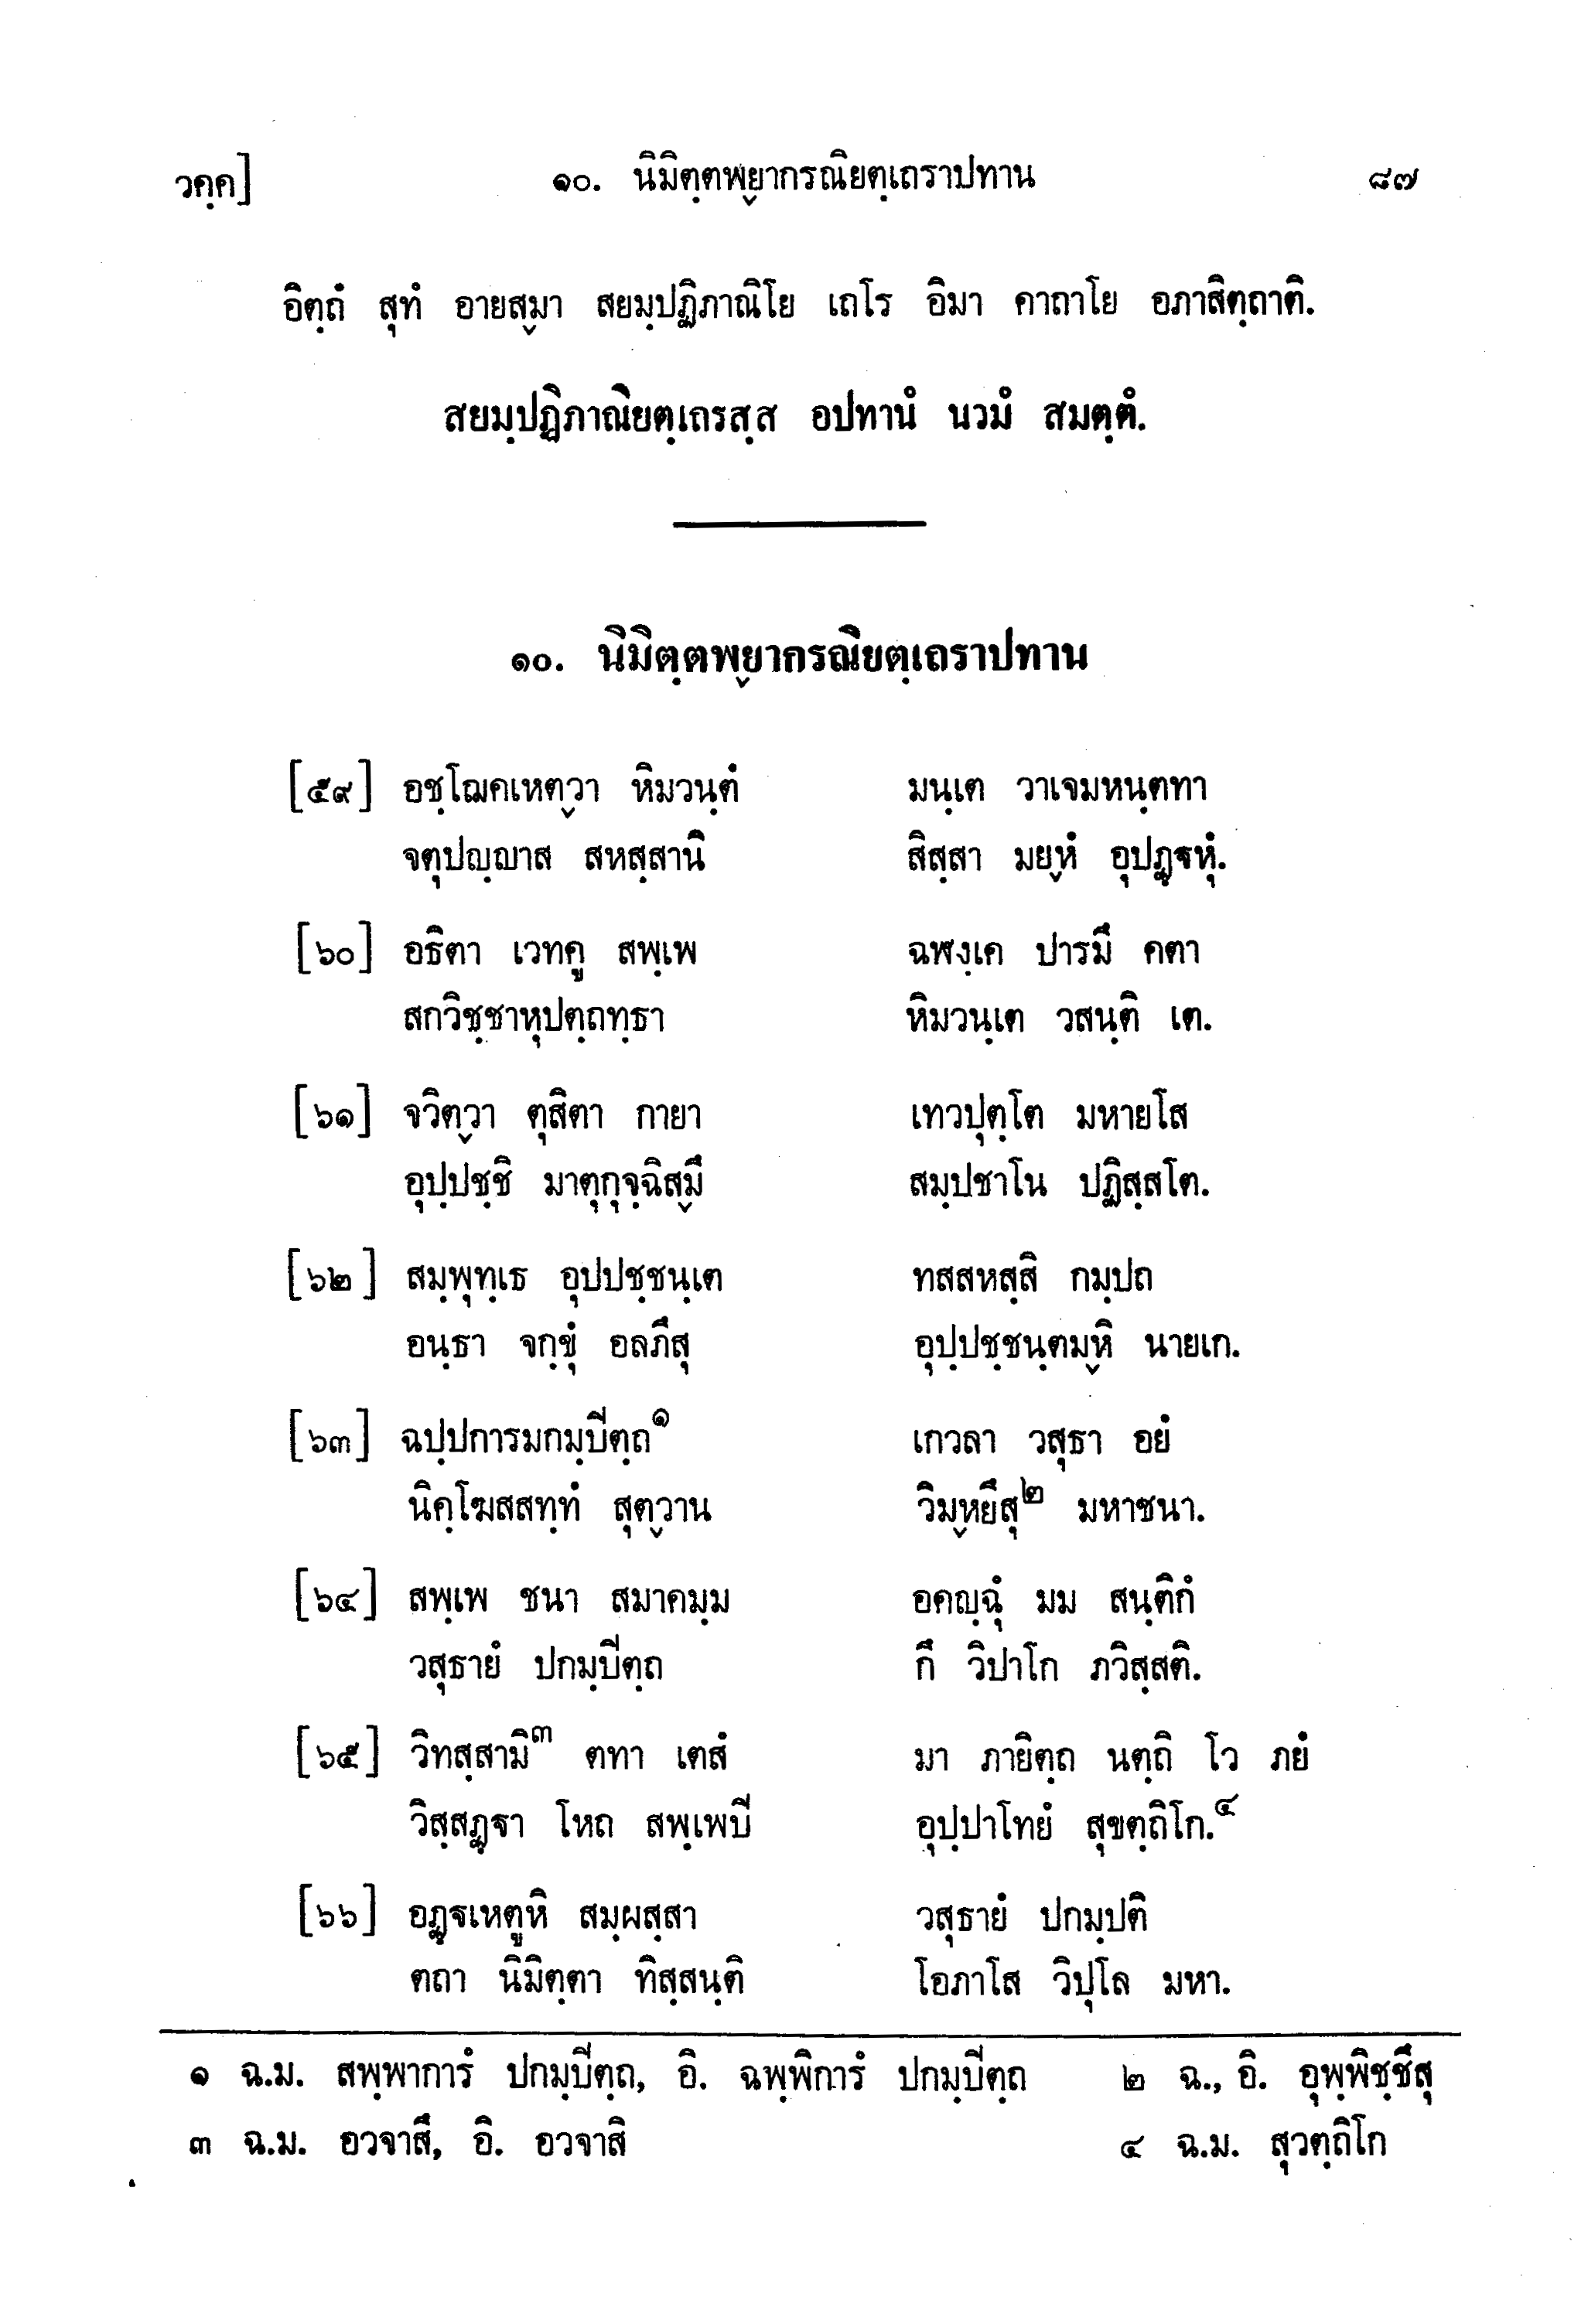 วคฺค] ๑๐. นิมิตฺตพฺยากรณิยตฺเถราปทาน ๘๗
อิตฺถํ สุทํ อายสฺมา สยมฺปฏิภาณิโย เถโร อิมา คาถาโย อภาสิตฺถาติ.
สยมฺปฏิภาณิยตฺเถรสฺส อปทานํ นวมํ สมตฺตํ.
๑๐. นิมิตฺตพฺยากรณิยตฺเถราปทาน
[๕๙] อชฺโฌคเหตฺวา หิมวนฺตํ มนฺเต วาเจมหนฺตทา
จตุปญฺญาส สหสฺสานิ สิสฺสา มยฺหํ อุปฏฺฐหุํ.
[๖๐] อธิตา เวทคู สพฺเพ ฉฬงฺเค ปารมึ คตา
สกวิชฺชาหุปตฺถทฺธา หิมวนฺเต วสนฺติ เต.
[๖๑] จวิตฺวา ตุสิตา กายา เทวปุตฺโต มหายโส
อุปฺปชฺชิ มาตุกุจฺฉิสฺมึ สมฺปชาโน ปฏิสฺสโต.
[๖๒] สมฺพุทฺเธ อุปปชฺชนฺเต ทสสหสฺสิ กมฺปถ
อนฺธา จกฺขุํ อลภึสุ อุปฺปชฺชนฺตมฺหิ นายเก.
[๖๓] ฉปฺปการมกมฺปีตฺถ๑ เกวลา วสุธา อยํ
นิคฺโฆสสทฺทํ สุตฺวาน วิมฺหยึสุ๒ มหาชนา.
[๖๔] สพฺเพ ชนา สมาคมฺม อคญฺฉุํ มม สนฺติกํ
วสุธายํ ปกมฺปีตฺถ กึ วิปาโก ภวิสฺสติ.
[๖๕] วิทสฺสามิ๓ ตทา เตสํ มา ภายิตฺถ นตฺถิ โว ภยํ
วิสฺสฏฺฐา โหถ สพฺเพปี อุปฺปาโทยํ สุขตฺถิโก.๔
[๖๖] อฏฺฐเหตูหิ สมฺผสฺสา วสุธายํ ปกมฺปติ
ตถา นิมิตฺตา ทิสฺสนฺติ โอภาโส วิปุโล มหา.
๑ ฉ.ม. สพฺพาการํ ปกมฺปีตฺถ, อิ. ฉพฺพิการํ ปกมฺปีตฺถ ๒ ฉ., อิ. อุพฺพิชฺชึสุ
๓ ฉ.ม. อวจาสึ, อิ. อวจาสิ ๔ ฉ.ม. สุวตฺถิโก